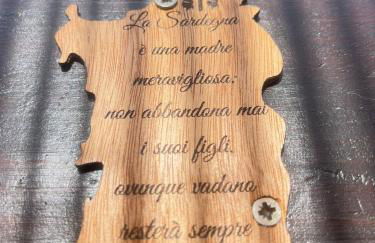 La Sardegna
è una madre
meravigliosa:
non abbandona mai
i suoi figli,
ovunque vadano
resterà sempre